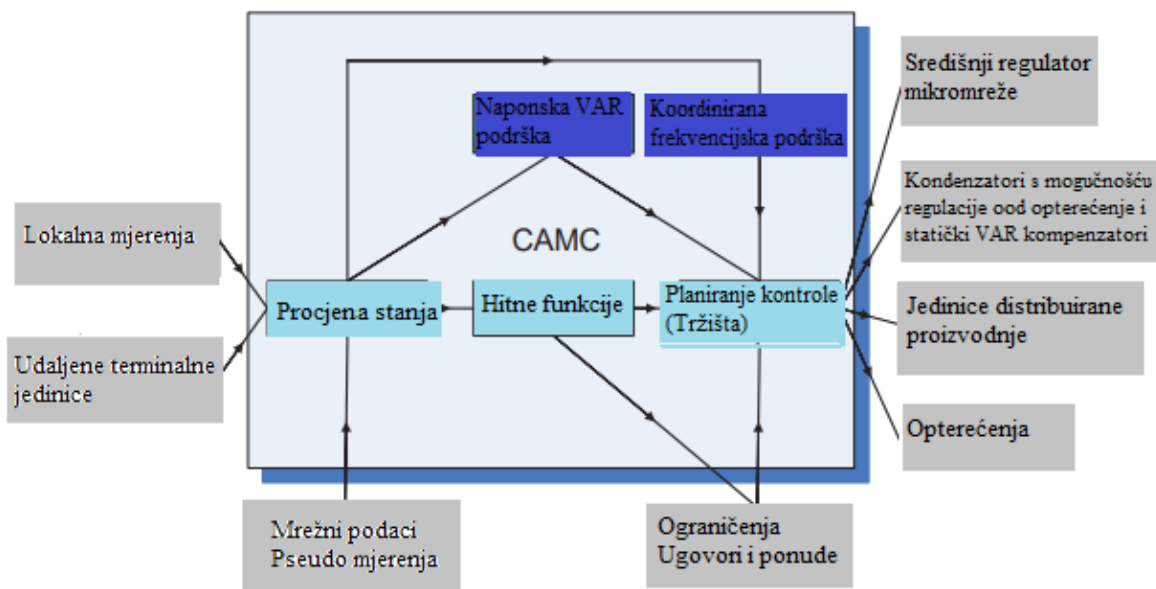 Središnji regulator
mikromreže
Naponska VAR
podrška
Koordinirana
frekvencijska podrška
Kondenzatori s mogučnošću
regulacije ood opterećenje i
statički VAR kompenzatori
Lokalna mjerenja
CAMC
Procjena stanja
Hitne funkcije
Planiranje kontrole
(Tržišta)
Jedinice distribuirane
proizvodnje
Udaljene terminalne
jedinice
Opterećenja
Mrežni podaci
Pseudo mjerenja
Ograničenja
Ugovori i ponude